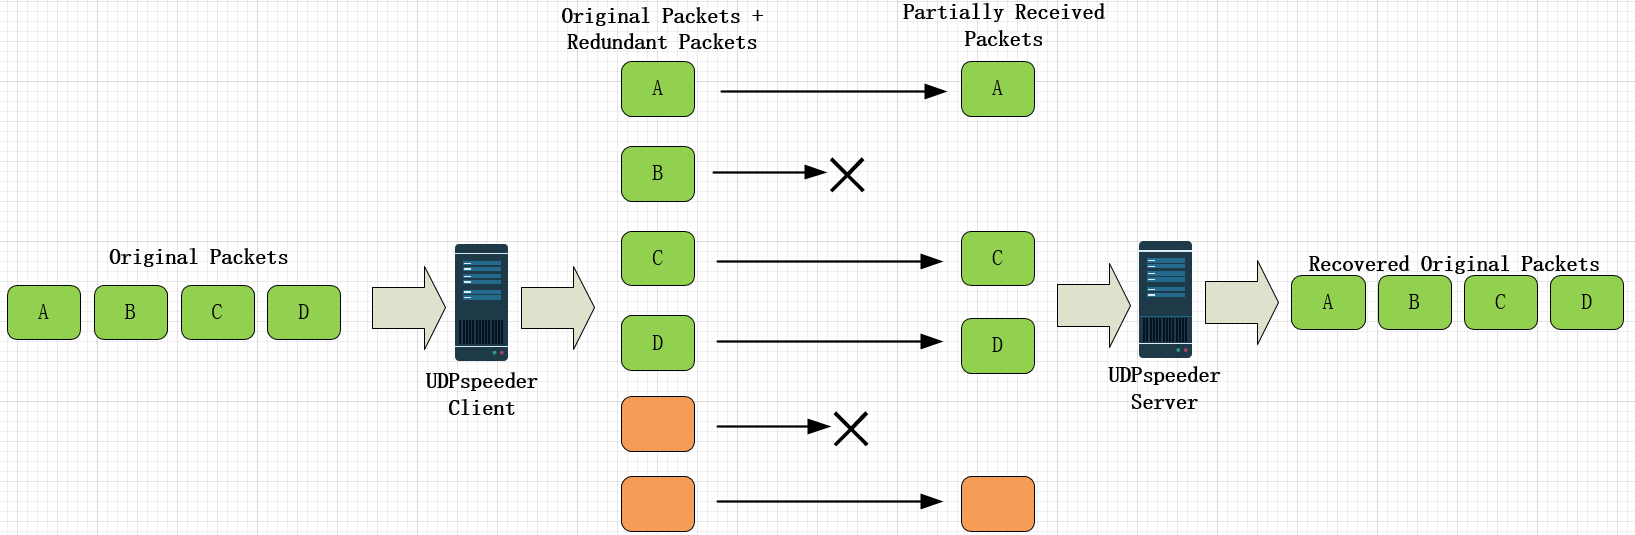 Original Packets
A B C D
UDPspeeder
Client
Original Packets +
Redundant Packets
A
B
C
D
Partially Received
Packets
A
C
D
UDPspeeder
Server
Recovered Original Packets
A B C D